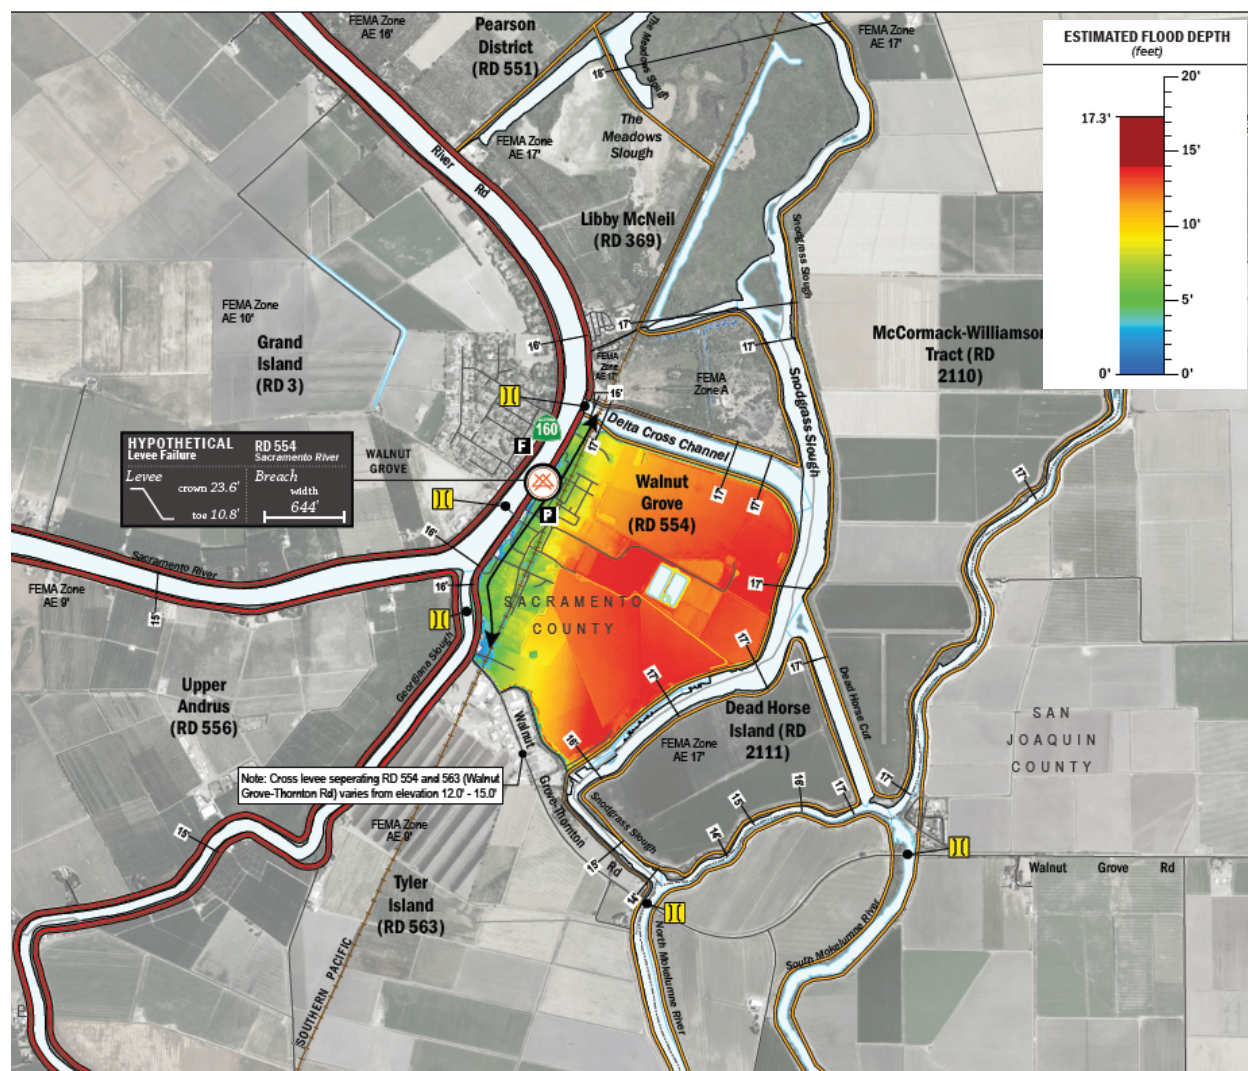 FEMA Zone
AE 16'
Pearson
District
(RD 551)
The Meadows Slough
FEMA Zone
AE 17'
ESTIMATED FLOOD DEPTH
(feet)
20'
17.3'
15'
10'
5'
0'
0'
18'
The
Meadows
Slough
FEMA Zone
AE 17'
River Rd
Libby McNeil
(RD 369)
Snodgrass Slough
FEMA Zone
AE 10'
Grand
Island
(RD 3)
16'
17'
17'
McCormack-Williamson
Tract (RD
2110)
FEMA
Zone
AE 17'
FEMA
Zone A
Snodgrass Slough
16'
160
17'
Delta Cross Channel
F
HYPOTHETICAL
Levee Failure
RD 554
Sacramento River
Levee
crown 23.6'
toe 10.8'
Breach
width
644'
WALNUT
GROVE
Walnut
Grove
(RD 554)
17'
17'
17'
P
16'
Sacramento River
FEMA Zone
AE 9'
15'
16'
17'
SACRAMENTO
COUNTY
Georgiana Slough
17'
17'
17'
Dead Horse Cut
Upper
Andrus
(RD 556)
Walnut Grove-Thornton Rd
Dead Horse
Island (RD
2111)
FEMA Zone
AE 17'
16'
SAN
JOAQUIN
COUNTY
Note: Cross levee seperating RD 554 and 563 (Walnut
Grove-Thornton Rd) varies from elevation 12.0' - 15.0'
Snodgrass Slough
15'
16'
17'
17'
14'
FEMA Zone
AE 9'
15'
15'
14'
Tyler
Island
(RD 563)
Walnut Grove Rd
SOUTHERN PACIFIC
North Mokelumne River
South Mokelumne River